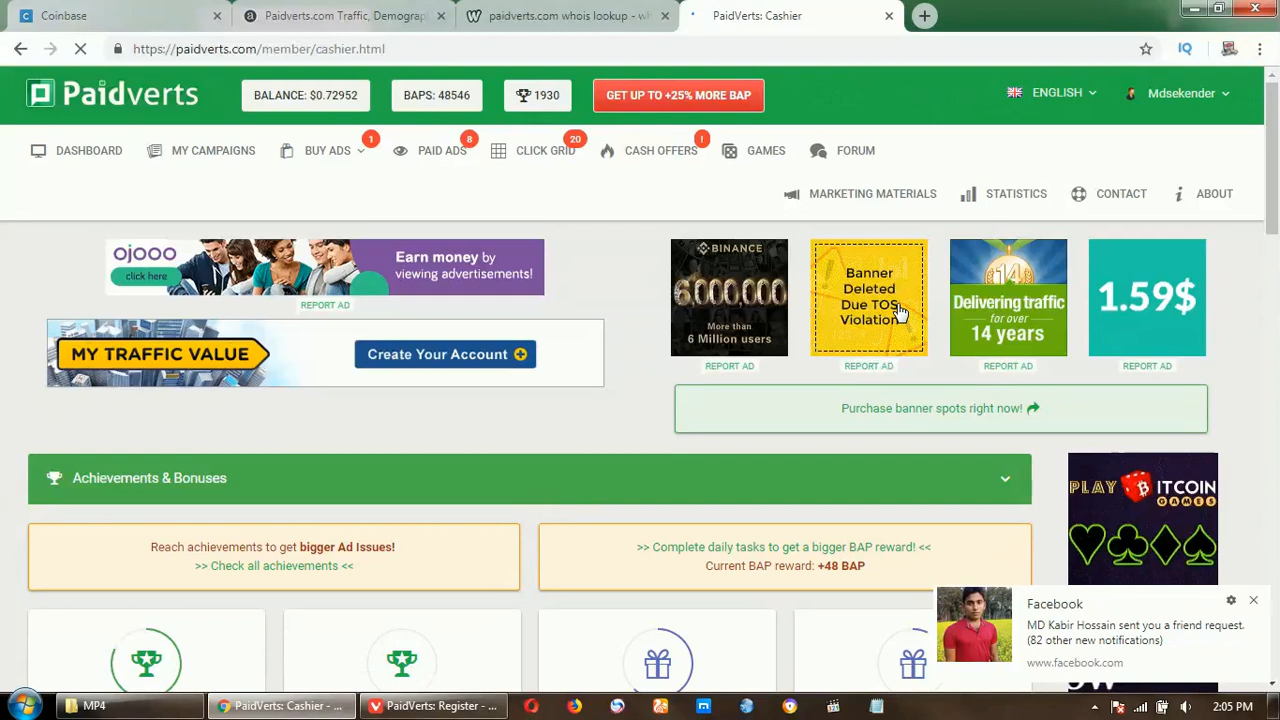 Coinbase
Paidverts.com Traffic, Demograp
paidverts.com whois lookup - wh
PaidVerts: Cashier
https://paidverts.com/member/cashier.html
IQ
Paidverts
BALANCE: $0.72952
BAPS: 48546
1930
GET UP TO +25% MORE BAP
ENGLISH
Mdsekender
DASHBOARD
MY CAMPAIGNS
BUY ADS
1
PAID ADS
8
CLICK GRID
20
CASH OFFERS
!
GAMES
FORUM
MARKETING MATERIALS
STATISTICS
CONTACT
ABOUT
ojooo
click here
Earn money by
viewing advertisements!
REPORT AD
MY TRAFFIC VALUE
Create Your Account
BINANCE
6,000,000
More than
6 Million users
REPORT AD
Banner
Deleted
Due TOS
Violation
REPORT AD
14
Delivering traffic
for over
14 years
REPORT AD
1.59$
REPORT AD
Purchase banner spots right now!
Achievements & Bonuses
Reach achievements to get bigger Ad Issues!
>> Check all achievements <<
>> Complete daily tasks to get a bigger BAP reward! <<
Current BAP reward: +48 BAP
PLAY BITCOIN
GAMES
Facebook
MD Kabir Hossain sent you a friend request.
(82 other new notifications)
www.facebook.com
MP4
PaidVerts: Cashier - ...
PaidVerts: Register - ...
2:05 PM